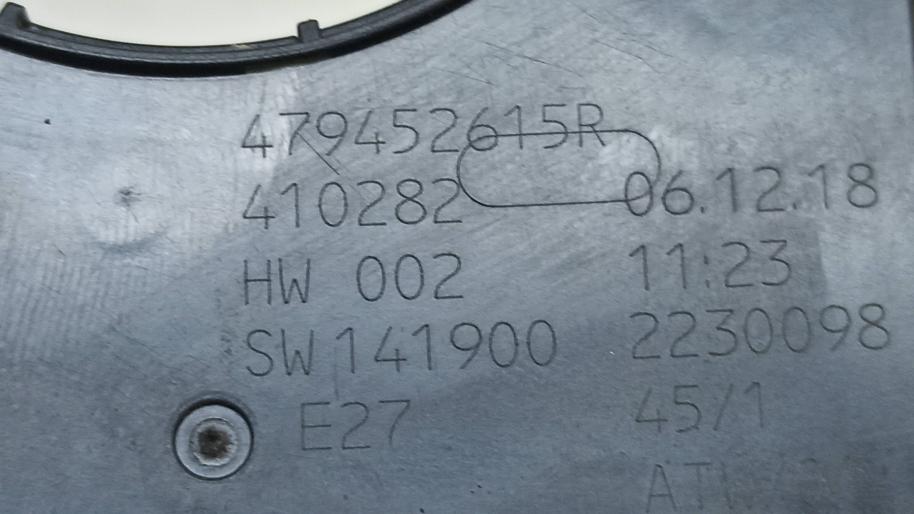 479452615R
410282 06.12.18
HW 002 11:23
SW 141900 2230098
E27 45/1